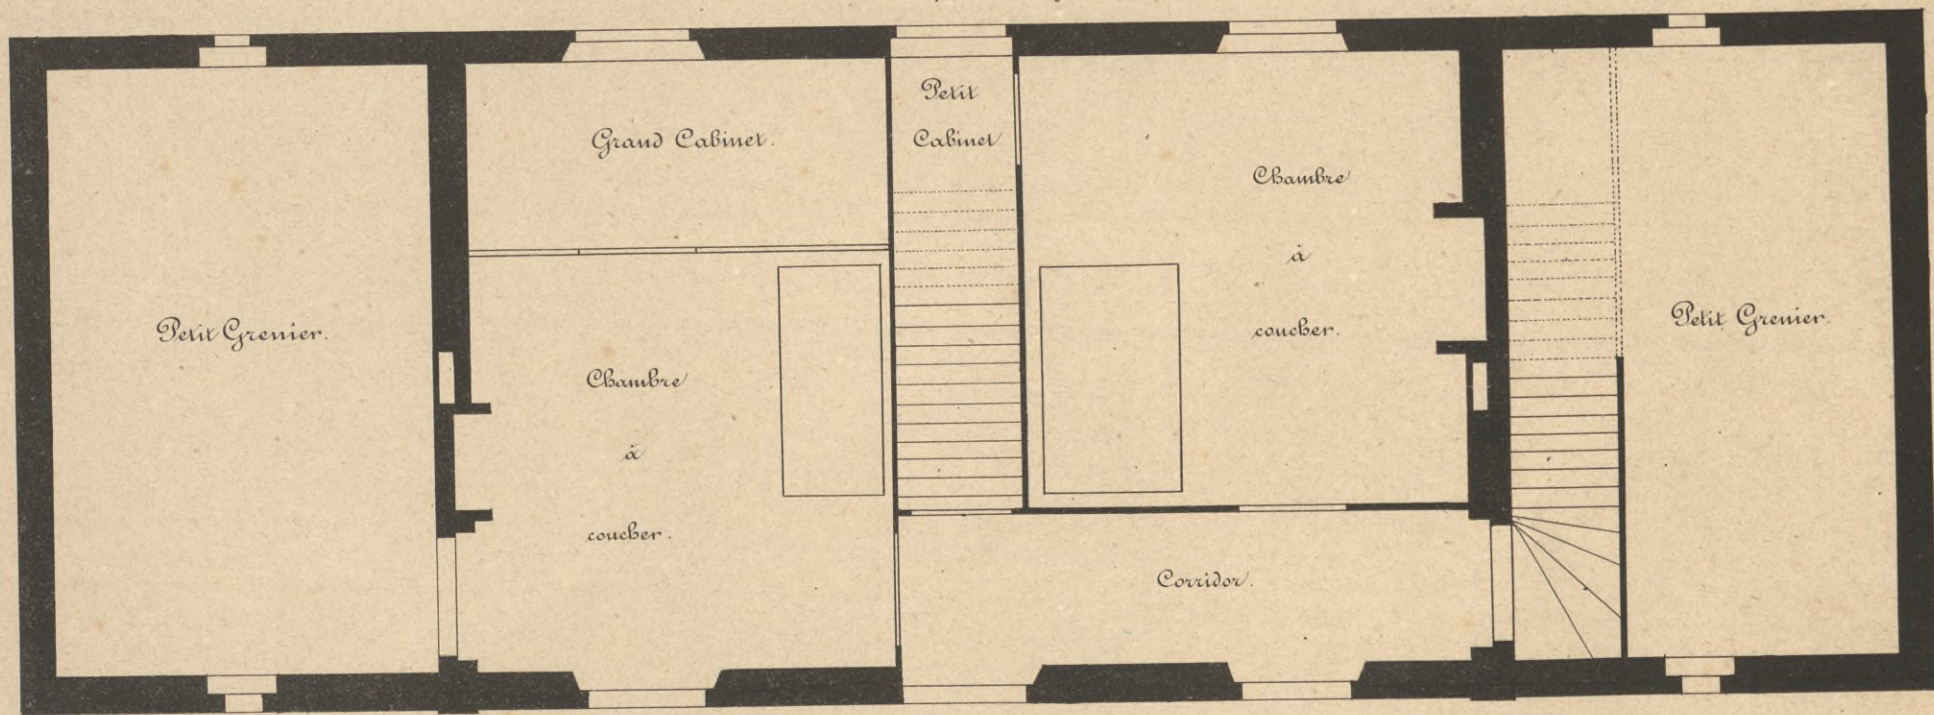 Petit Grenier.
Grand Cabinet.
Chambre
à
coucher.
Petit
Cabinet
Chambre
à
coucher.
Corridor.
Petit Grenier.